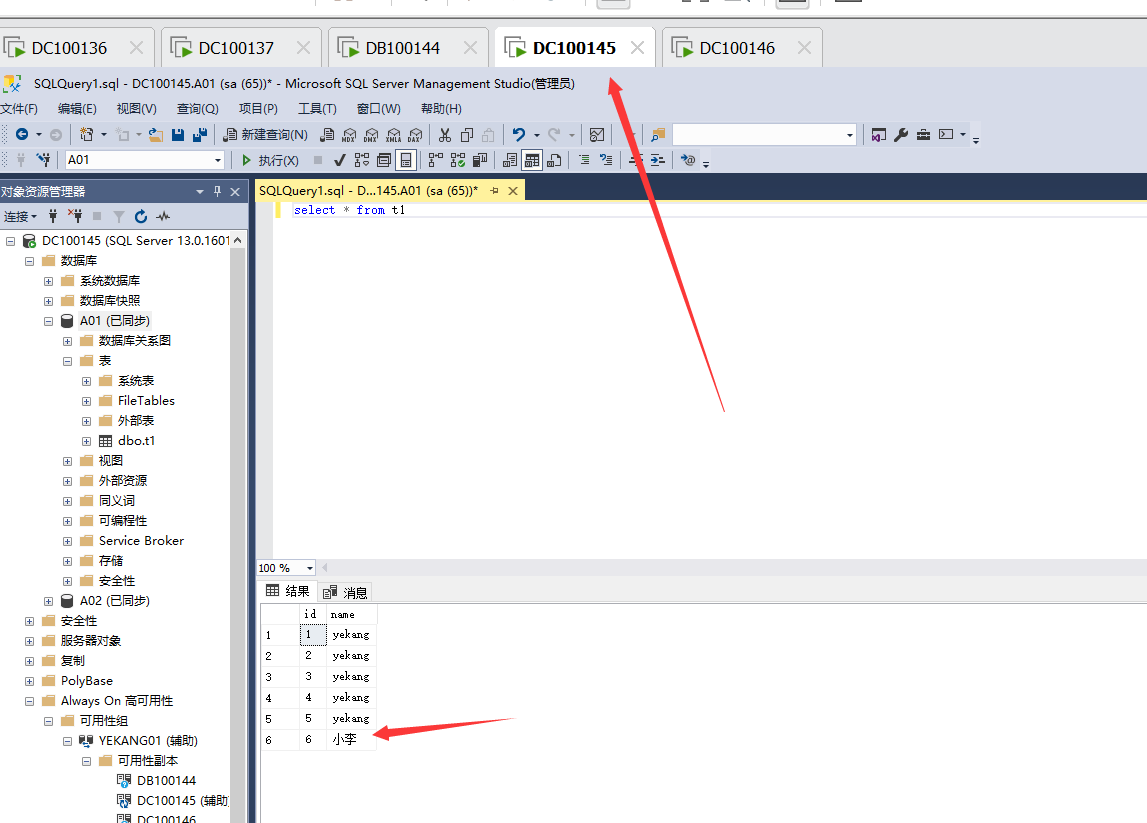 DC100136
DC100137
DB100144
DC100145
DC100146
SQLQuery1.sql - DC100145.A01 (sa (65))* - Microsoft SQL Server Management Studio(管理员)
文件(F) 编辑(E) 视图(V) 查询(Q) 项目(P) 工具(T) 窗口(W) 帮助(H)
新建查询(N) MDX DMX XMLA DAX
A01 执行(X)
对象资源管理器
SQLQuery1.sql - D...145.A01 (sa (65))*
连接
select * from t1
DC100145 (SQL Server 13.0.1601
数据库
系统数据库
数据库快照
A01 (已同步)
数据库关系图
表
系统表
FileTables
外部表
dbo.t1
视图
外部资源
同义词
可编程性
Service Broker
存储
安全性
A02 (已同步)
安全性
服务器对象
复制
PolyBase
Always On 高可用性
可用性组
YEKANG01 (辅助)
可用性副本
DB100144
DC100145 (辅助)
DC100146
100 %
结果 消息
id name
1 1 yekang
2 2 yekang
3 3 yekang
4 4 yekang
5 5 yekang
6 6 小李